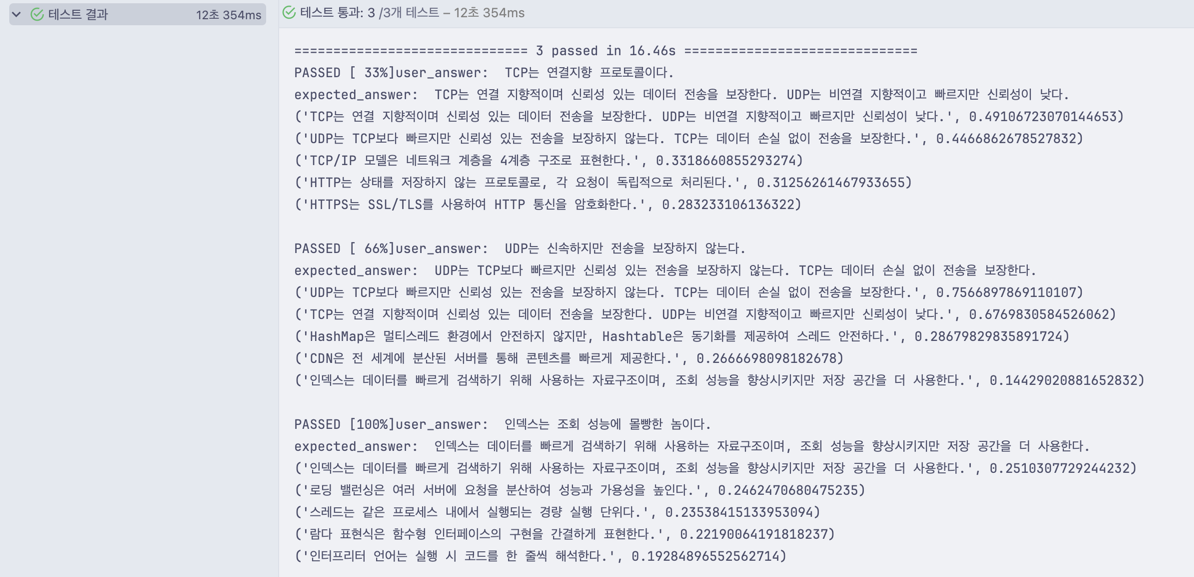 테스트 결과 12초 354ms
테스트 통과: 3 /3개 테스트 – 12초 354ms
============================== 3 passed in 16.46s ==============================
PASSED [ 33%]user_answer:  TCP는 연결지향 프로토콜이다.
expected_answer:  TCP는 연결 지향적이며 신뢰성 있는 데이터 전송을 보장한다. UDP는 비연결 지향적이고 빠르지만 신뢰성이 낮다.
('TCP는 연결 지향적이며 신뢰성 있는 데이터 전송을 보장한다. UDP는 비연결 지향적이고 빠르지만 신뢰성이 낮다.', 0.49106723070144653)
('UDP는 TCP보다 빠르지만 신뢰성 있는 전송을 보장하지 않는다. TCP는 데이터 손실 없이 전송을 보장한다.', 0.4466862678527832)
('TCP/IP 모델은 네트워크 계층을 4계층 구조로 표현한다.', 0.3318660855293274)
('HTTP는 상태를 저장하지 않는 프로토콜로, 각 요청이 독립적으로 처리된다.', 0.31256261467933655)
('HTTPS는 SSL/TLS를 사용하여 HTTP 통신을 암호화한다.', 0.283233106136322)
PASSED [ 66%]user_answer:  UDP는 신속하지만 전송을 보장하지 않는다.
expected_answer:  UDP는 TCP보다 빠르지만 신뢰성 있는 전송을 보장하지 않는다. TCP는 데이터 손실 없이 전송을 보장한다.
('UDP는 TCP보다 빠르지만 신뢰성 있는 전송을 보장하지 않는다. TCP는 데이터 손실 없이 전송을 보장한다.', 0.7566897869110107)
('TCP는 연결 지향적이며 신뢰성 있는 데이터 전송을 보장한다. UDP는 비연결 지향적이고 빠르지만 신뢰성이 낮다.', 0.6769830584526062)
('HashMap은 멀티스레드 환경에서 안전하지 않지만, Hashtable은 동기화를 제공하여 스레드 안전하다.', 0.28679829835891724)
('CDN은 전 세계에 분산된 서버를 통해 콘텐츠를 빠르게 제공한다.', 0.2666698098182678)
('인덱스는 데이터를 빠르게 검색하기 위해 사용하는 자료구조이며, 조회 성능을 향상시키지만 저장 공간을 더 사용한다.', 0.14429020881652832)
PASSED [100%]user_answer:  인덱스는 조회 성능에 몰빵한 놈이다.
expected_answer:  인덱스는 데이터를 빠르게 검색하기 위해 사용하는 자료구조이며, 조회 성능을 향상시키지만 저장 공간을 더 사용한다.
('인덱스는 데이터를 빠르게 검색하기 위해 사용하는 자료구조이며, 조회 성능을 향상시키지만 저장 공간을 더 사용한다.', 0.2510307729244232)
('로딩 밸런싱은 여러 서버에 요청을 분산하여 성능과 가용성을 높인다.', 0.2462470680475235)
('스레드는 같은 프로세스 내에서 실행되는 경량 실행 단위다.', 0.23538415133953094)
('람다 표현식은 함수형 인터페이스의 구현을 간결하게 표현한다.', 0.22190064191818237)
('인터프리터 언어는 실행 시 코드를 한 줄씩 해석한다.', 0.19284896552562714)